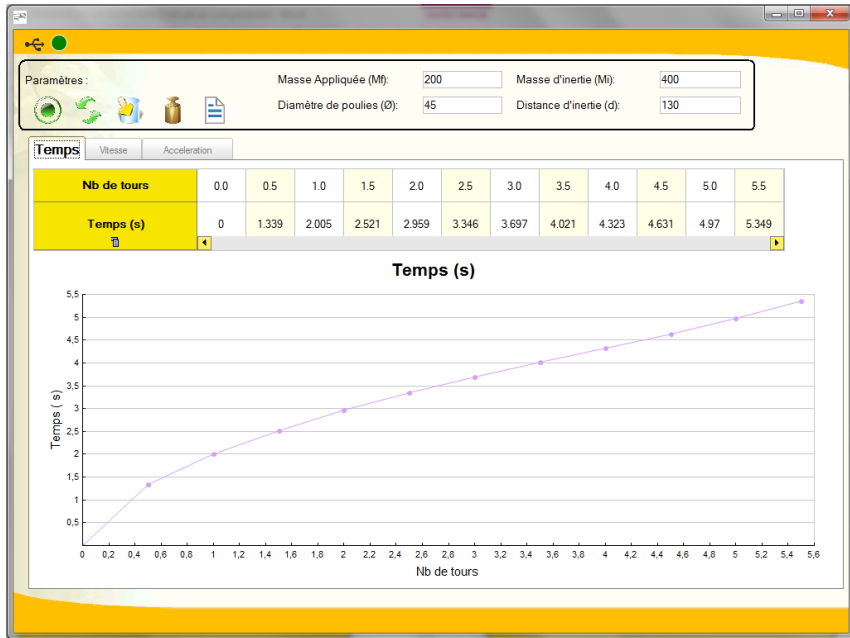 Paramètres :
Masse Appliquée (Mf): 200 Masse d'inertie (Mi): 400
Diamètre de poulies (Ø): 45 Distance d'inertie (d): 130
Temps Vitesse Acceleration
Nb de tours 0.0 0.5 1.0 1.5 2.0 2.5 3.0 3.5 4.0 4.5 5.0 5.5
Temps (s) 0 1.339 2.005 2.521 2.959 3.346 3.697 4.021 4.323 4.631 4.97 5.349
Temps (s)
5,5
5
4,5
4
3,5
3
2,5
2
1,5
1
0,5
Temps ( s)
0 0,2 0,4 0,6 0,8 1 1,2 1,4 1,6 1,8 2 2,2 2,4 2,6 2,8 3 3,2 3,4 3,6 3,8 4 4,2 4,4 4,6 4,8 5 5,2 5,4 5,6
Nb de tours